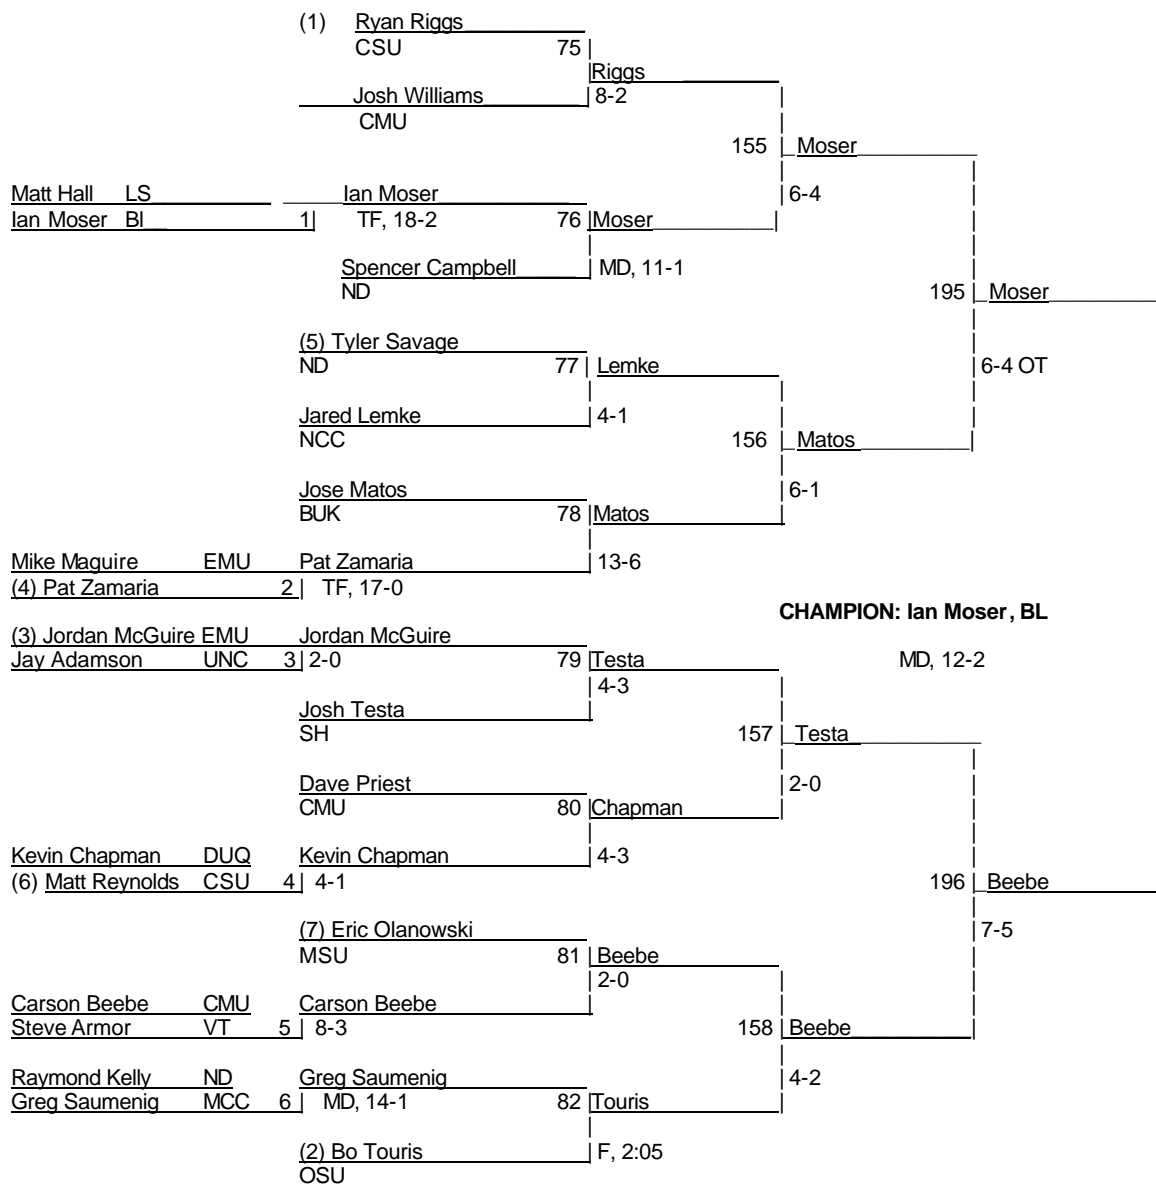 (1) Ryan Riggs
CSU 75
Riggs
Josh Williams 8-2
CMU
155 Moser
Matt Hall LS Ian Moser 6-4
Ian Moser Bl 1 TF, 18-2 76 Moser
Spencer Campbell MD, 11-1
ND 195 Moser
(5) Tyler Savage
ND 77 Lemke 6-4 OT
Jared Lemke 4-1
NCC 156 Matos
Jose Matos 6-1
BUK 78 Matos
Mike Maguire EMU Pat Zamaria 13-6
(4) Pat Zamaria 2 TF, 17-0
CHAMPION: Ian Moser, BL
(3) Jordan McGuire EMU Jordan McGuire
Jay Adamson UNC 3 2-0 79 Testa MD, 12-2
4-3
Josh Testa
SH 157 Testa
Dave Priest 2-0
CMU 80 Chapman
Kevin Chapman DUQ Kevin Chapman 4-3
(6) Matt Reynolds CSU 4 4-1 196 Beebe
(7) Eric Olanowski 7-5
MSU 81 Beebe
2-0
Carson Beebe CMU Carson Beebe
Steve Armor VT 5 8-3 158 Beebe
Raymond Kelly ND Greg Saumenig 4-2
Greg Saumenig MCC 6 MD, 14-1 82 Touris
(2) Bo Touris F, 2:05
OSU